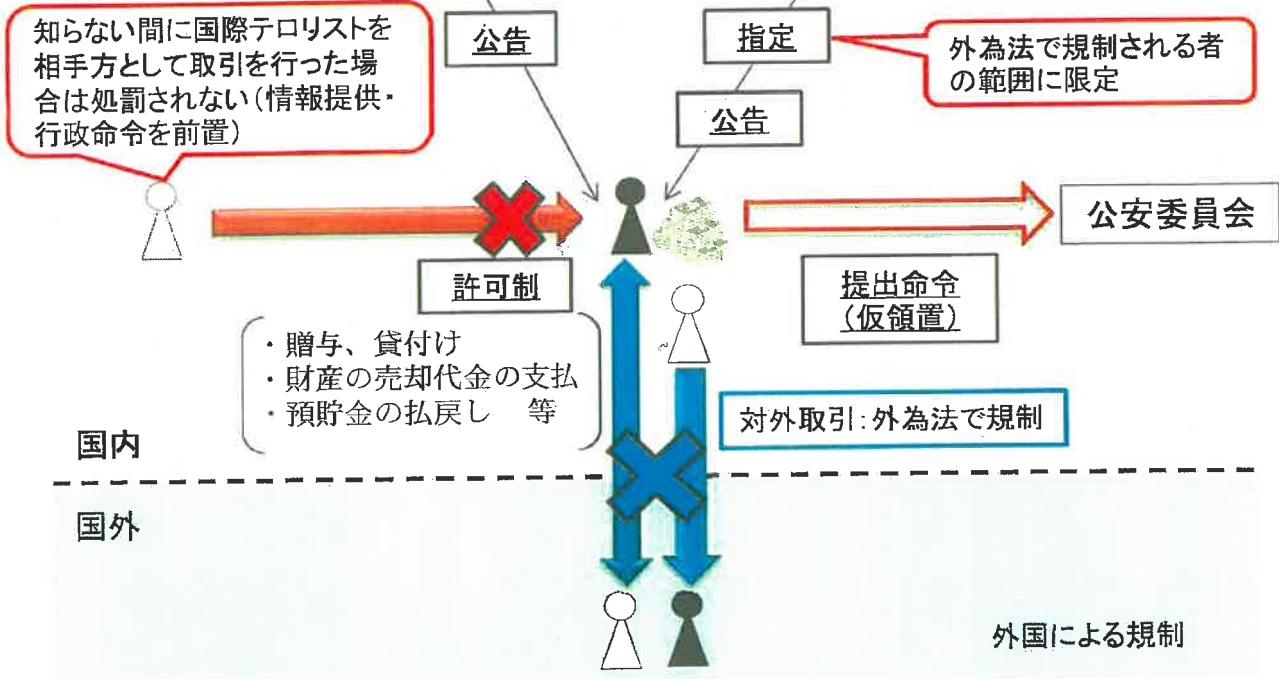 知らない間に国際テロリストを
相手方として取引を行った場
合は処罰されない(情報提供・
行政命令を前置)
公告
指定
外為法で規制される者
の範囲に限定
公告
公安委員会
許可制
提出命令
(仮領置)
・贈与、貸付け
・財産の売却代金の支払
・預貯金の払戻し 等
対外取引:外為法で規制
国内
国外
外国による規制